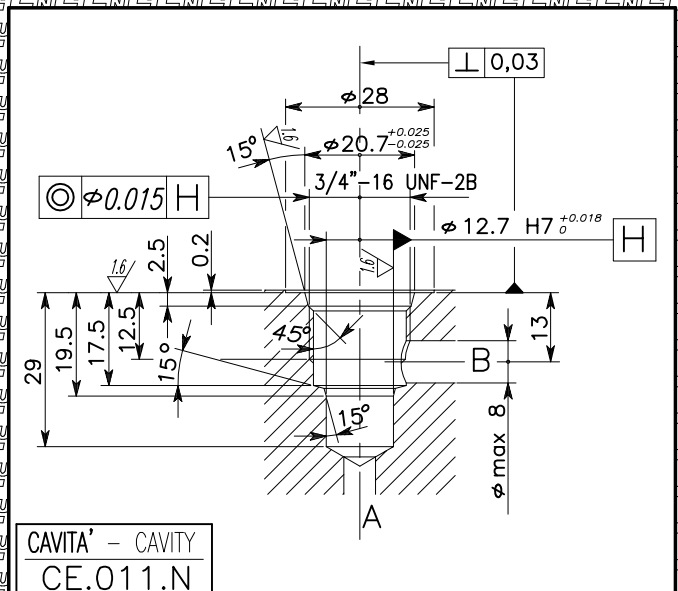 ⊥ 0,03
⌀28
1.6
15°
⌀20.7 +0.025 -0.025
3/4"-16 UNF-2B
◎ ⌀0.015 H
⌀ 12.7 H7 +0.018 0
H
1.6
1.6
2.5
0.2
29
19.5
17.5
12.5
15°
45°
15°
13
B
⌀ max 8
A
CAVITA' - CAVITY
CE.011.N